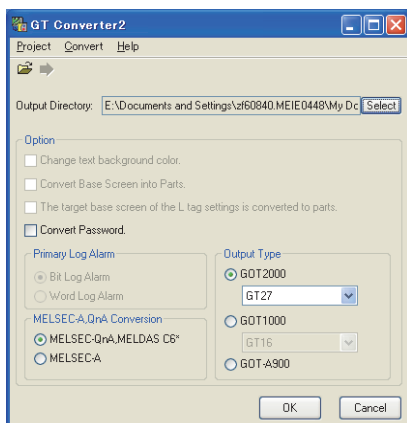 GT Converter2
Project Convert Help
Output Directory: E:\Documents and Settings\zf60840.MEIE0448\My Dc Select
Option
Change text background color.
Convert Base Screen into Parts.
The target base screen of the L tag settings is converted to parts.
Convert Password.
Primary Log Alarm
Bit Log Alarm
Word Log Alarm
MELSEC-A,QnA Conversion
MELSEC-QnA,MELDAS C6*
MELSEC-A
Output Type
GOT2000
GT27
GOT1000
GT16
GOT-A900
OK Cancel